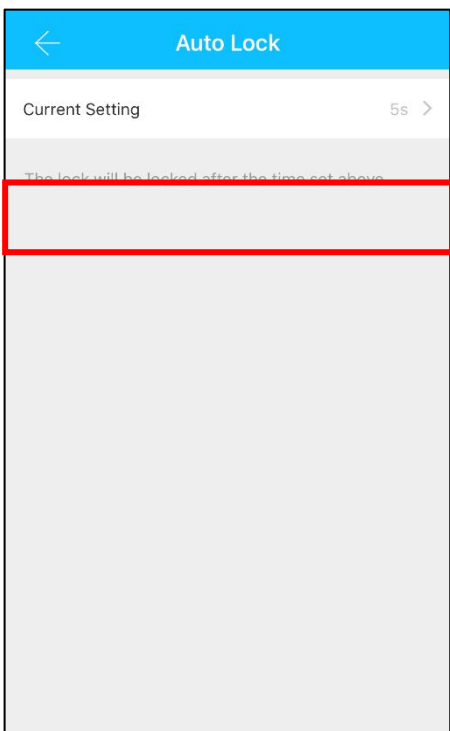 Auto Lock
Current Setting
5s
The lock will be locked after the time set above